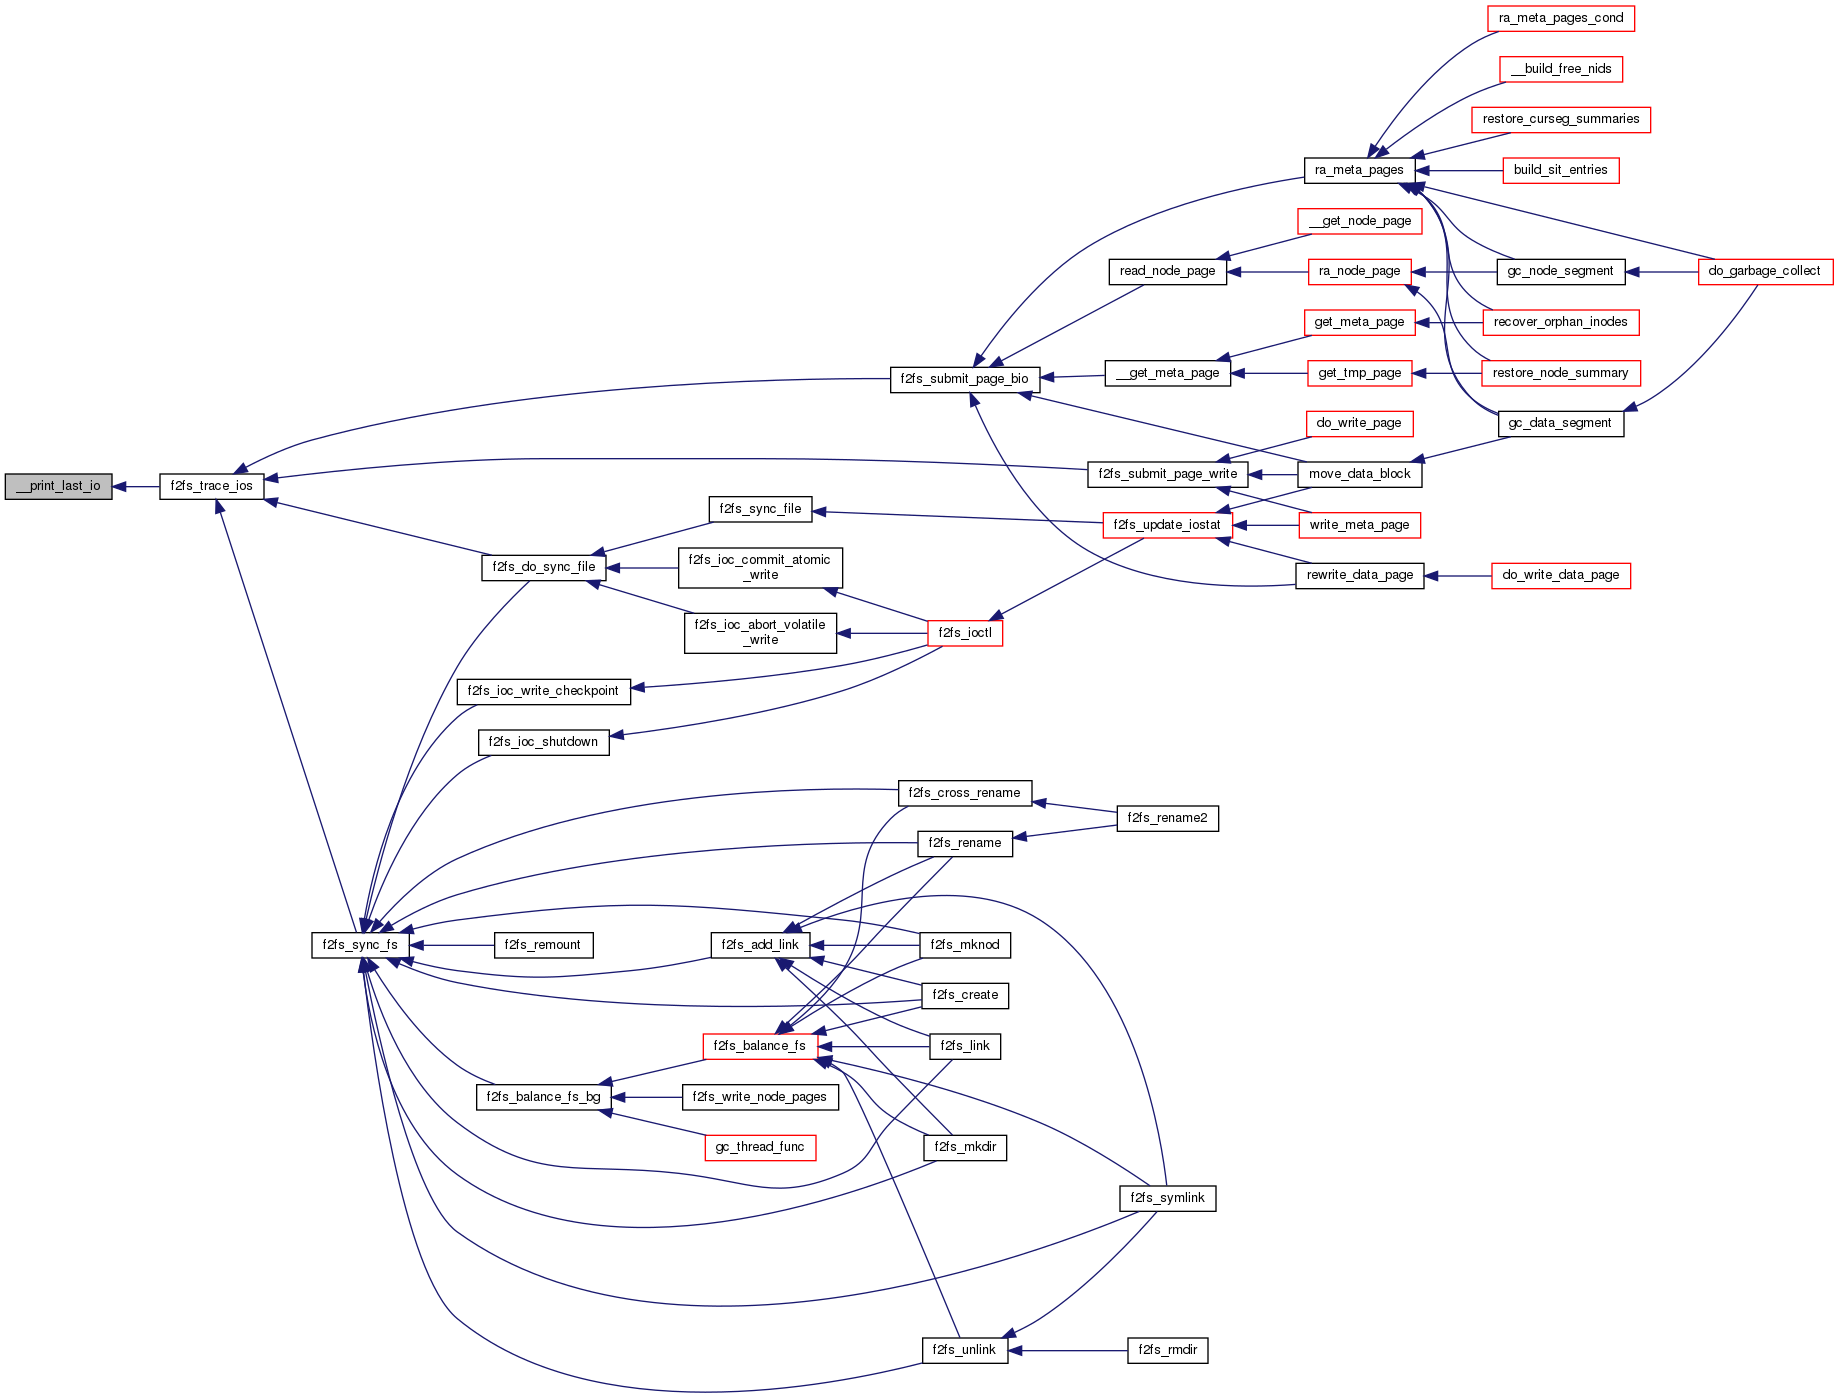 ra_meta_pages_cond
__build_free_nids
restore_curseg_summaries
ra_meta_pages
build_sit_entries
__get_node_page
read_node_page
ra_node_page
gc_node_segment
do_garbage_collect
get_meta_page
recover_orphan_inodes
f2fs_submit_page_bio
__get_meta_page
get_tmp_page
restore_node_summary
do_write_page
gc_data_segment
__print_last_io
f2fs_trace_ios
f2fs_submit_page_write
move_data_block
f2fs_sync_file
f2fs_update_iostat
write_meta_page
f2fs_do_sync_file
f2fs_ioc_commit_atomic
_write
rewrite_data_page
do_write_data_page
f2fs_ioc_abort_volatile
_write
f2fs_ioctl
f2fs_ioc_write_checkpoint
f2fs_ioc_shutdown
f2fs_cross_rename
f2fs_rename2
f2fs_rename
f2fs_sync_fs
f2fs_remount
f2fs_add_link
f2fs_mknod
f2fs_create
f2fs_balance_fs
f2fs_link
f2fs_balance_fs_bg
f2fs_write_node_pages
gc_thread_func
f2fs_mkdir
f2fs_symlink
f2fs_unlink
f2fs_rmdir